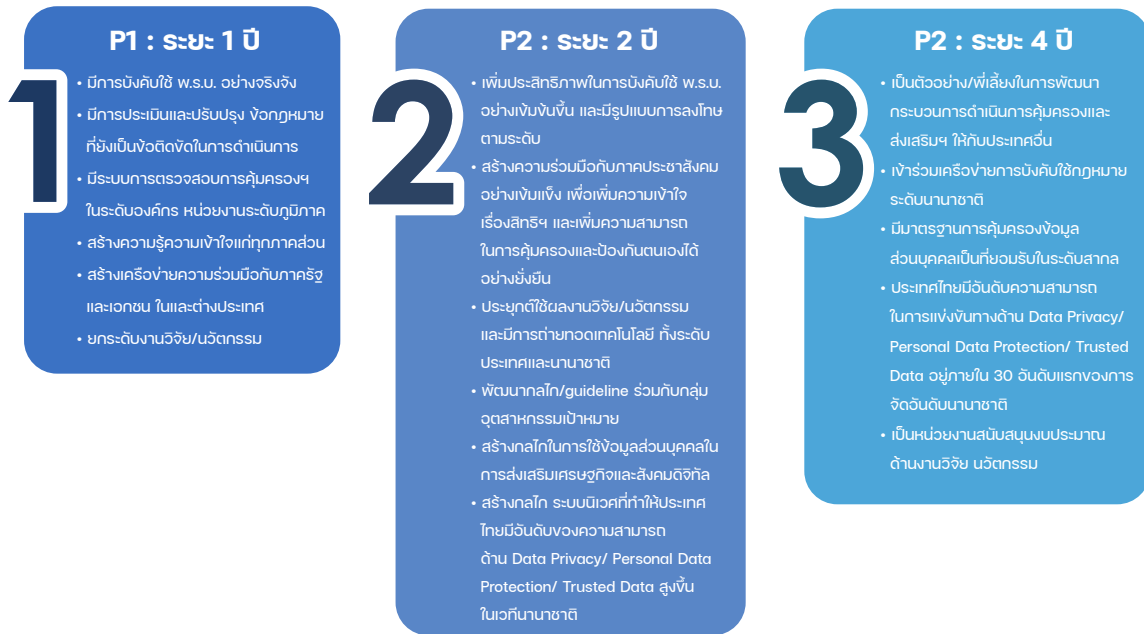 1
P1 : ระยะ 1 ปี
• มีการบังคับใช้ พ.ร.บ. อย่างจริงจัง
• มีการประเมินและปรับปรุง ข้อกฎหมาย
ที่ยังเป็นข้อติดขัดในการดำเนินการ
• มีระบบการตรวจสอบการคุ้มครองฯ
ในระดับองค์กร หน่วยงานระดับภูมิภาค
• สร้างความรู้ความเข้าใจแก่ทุกภาคส่วน
• สร้างเครือข่ายความร่วมมือกับภาครัฐ
และเอกชน ในและต่างประเทศ
• ยกระดับงานวิจัย/นวัตกรรม
2
P2 : ระยะ 2 ปี
• เพิ่มประสิทธิภาพในการบังคับใช้ พ.ร.บ.
อย่างเข้มข้นขึ้น และมีรูปแบบการลงโทษ
ตามระดับ
• สร้างความร่วมมือกับภาคประชาสังคม
อย่างเข้มแข็ง เพื่อเพิ่มความเข้าใจ
เรื่องสิทธิฯ และเพิ่มความสามารถ
ในการคุ้มครองและป้องกันตนเองได้
อย่างยั่งยืน
• ประยุกต์ใช้ผลงานวิจัย/นวัตกรรม
และมีการถ่ายทอดเทคโนโลยี ทั้งระดับ
ประเทศและนานาชาติ
• พัฒนากลไก/guideline ร่วมกับกลุ่ม
อุตสาหกรรมเป้าหมาย
• สร้างกลไกในการใช้ข้อมูลส่วนบุคคลใน
การส่งเสริมเศรษฐกิจและสังคมดิจิทัล
• สร้างกลไก ระบบนิเวศที่ทำให้ประเทศ
ไทยมีอันดับของความสามารถ
ด้าน Data Privacy/ Personal Data
Protection/ Trusted Data สูงขึ้น
ในเวทีนานาชาติ
3
P2 : ระยะ 4 ปี
• เป็นตัวอย่าง/พี่เลี้ยงในการพัฒนา
กระบวนการดำเนินการคุ้มครองและ
ส่งเสริมฯ ให้กับประเทศอื่น
• เข้าร่วมเครือข่ายการบังคับใช้กฎหมาย
ระดับนานาชาติ
• มีมาตรฐานการคุ้มครองข้อมูล
ส่วนบุคคลเป็นที่ยอมรับในระดับสากล
• ประเทศไทยมีอันดับความสามารถ
ในการแข่งขันทางด้าน Data Privacy/
Personal Data Protection/ Trusted
Data อยู่ภายใน 30 อันดับแรกของการ
จัดอันดับนานาชาติ
• เป็นหน่วยงานสนับสนุนงบประมาณ
ด้านงานวิจัย นวัตกรรม